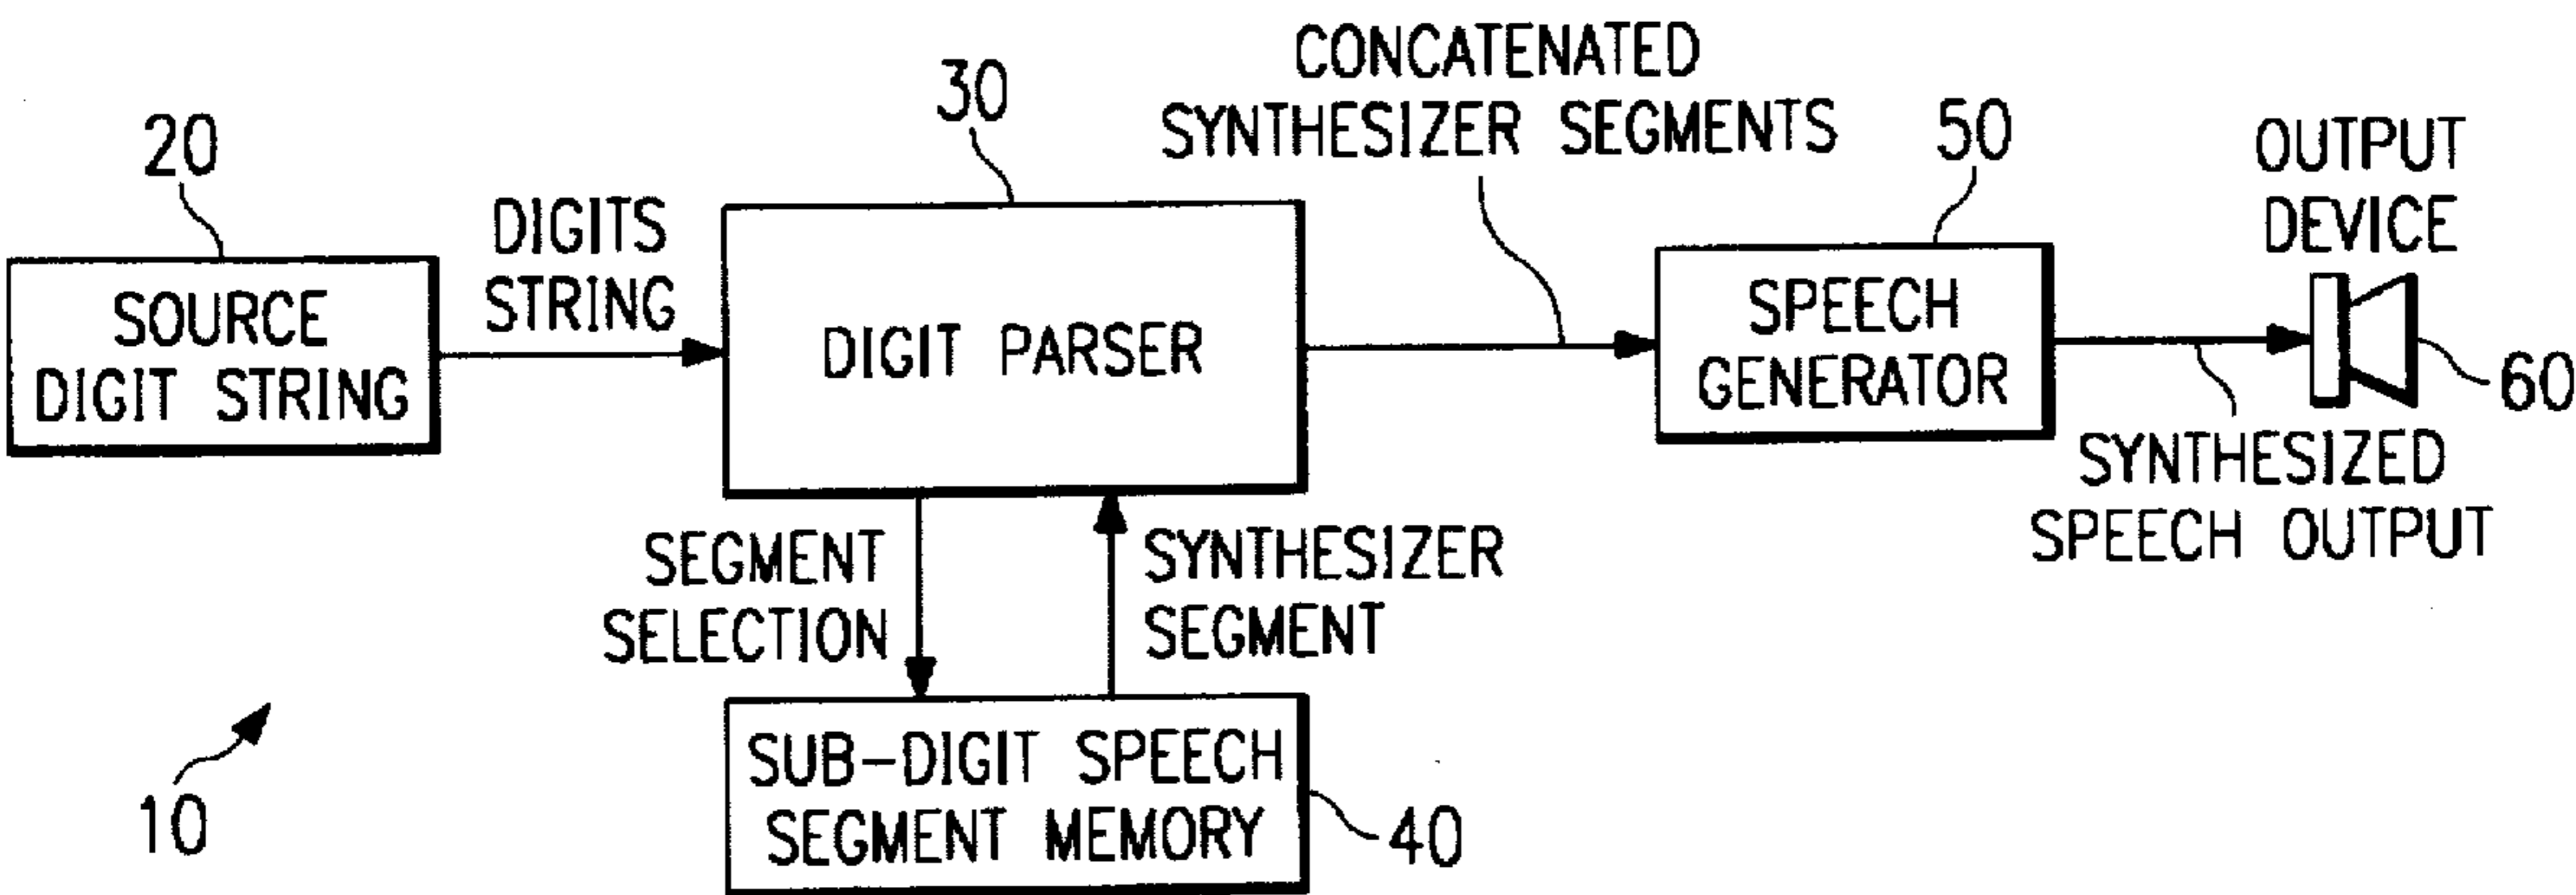 CONCATENATED
SYNTHESIZER SEGMENTS
30
20
50
OUTPUT
DEVICE
DIGITS
STRING
SOURCE
DIGIT STRING
DIGIT PARSER
SPEECH
GENERATOR
60
SYNTHESIZED
SPEECH OUTPUT
SEGMENT
SELECTION
SYNTHESIZER
SEGMENT
SUB-DIGIT SPEECH
SEGMENT MEMORY
40
10